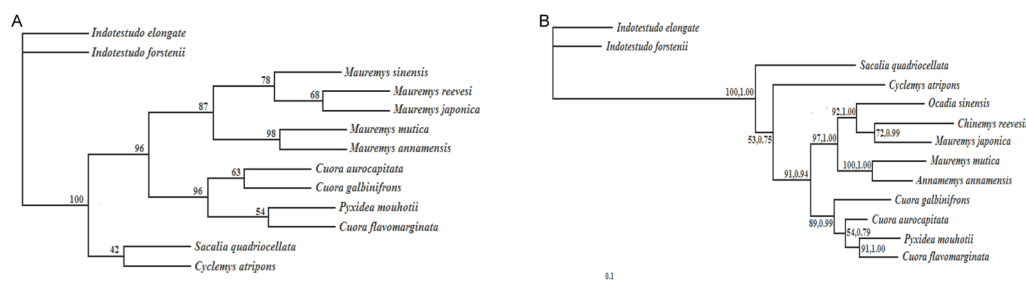 A
Indotestudo elongate
Indotestudo forstenii
Mauremys sinensis
78
Mauremys reevesi
68
87
Mauremys japonica
Mauremys mutica
98
Mauremys annamensis
96
Cuora aurocapitata
63
Cuora galbinifrons
96
Pyxidea mouhotii
54
Cuora flavomarginata
100
Sacalia quadriocellata
42
Cyclemys atripons
B
Indotestudo elongate
Indotestudo forstenii
Sacalia quadriocellata
100,1.00
Cyclemys atripons
53,0.75
Ocadia sinensis
92,1.00
Chinemys reevesii
72,0.99
97,1.00
Mauremys japonica
Mauremys mutica
100,1.00
91,0.94
Annamemys annamensis
Cuora galbinifrons
89,0.99
Cuora aurocapitata
54,0.79
Pyxidea mouhotii
91,1.00
Cuora flavomarginata
0.1